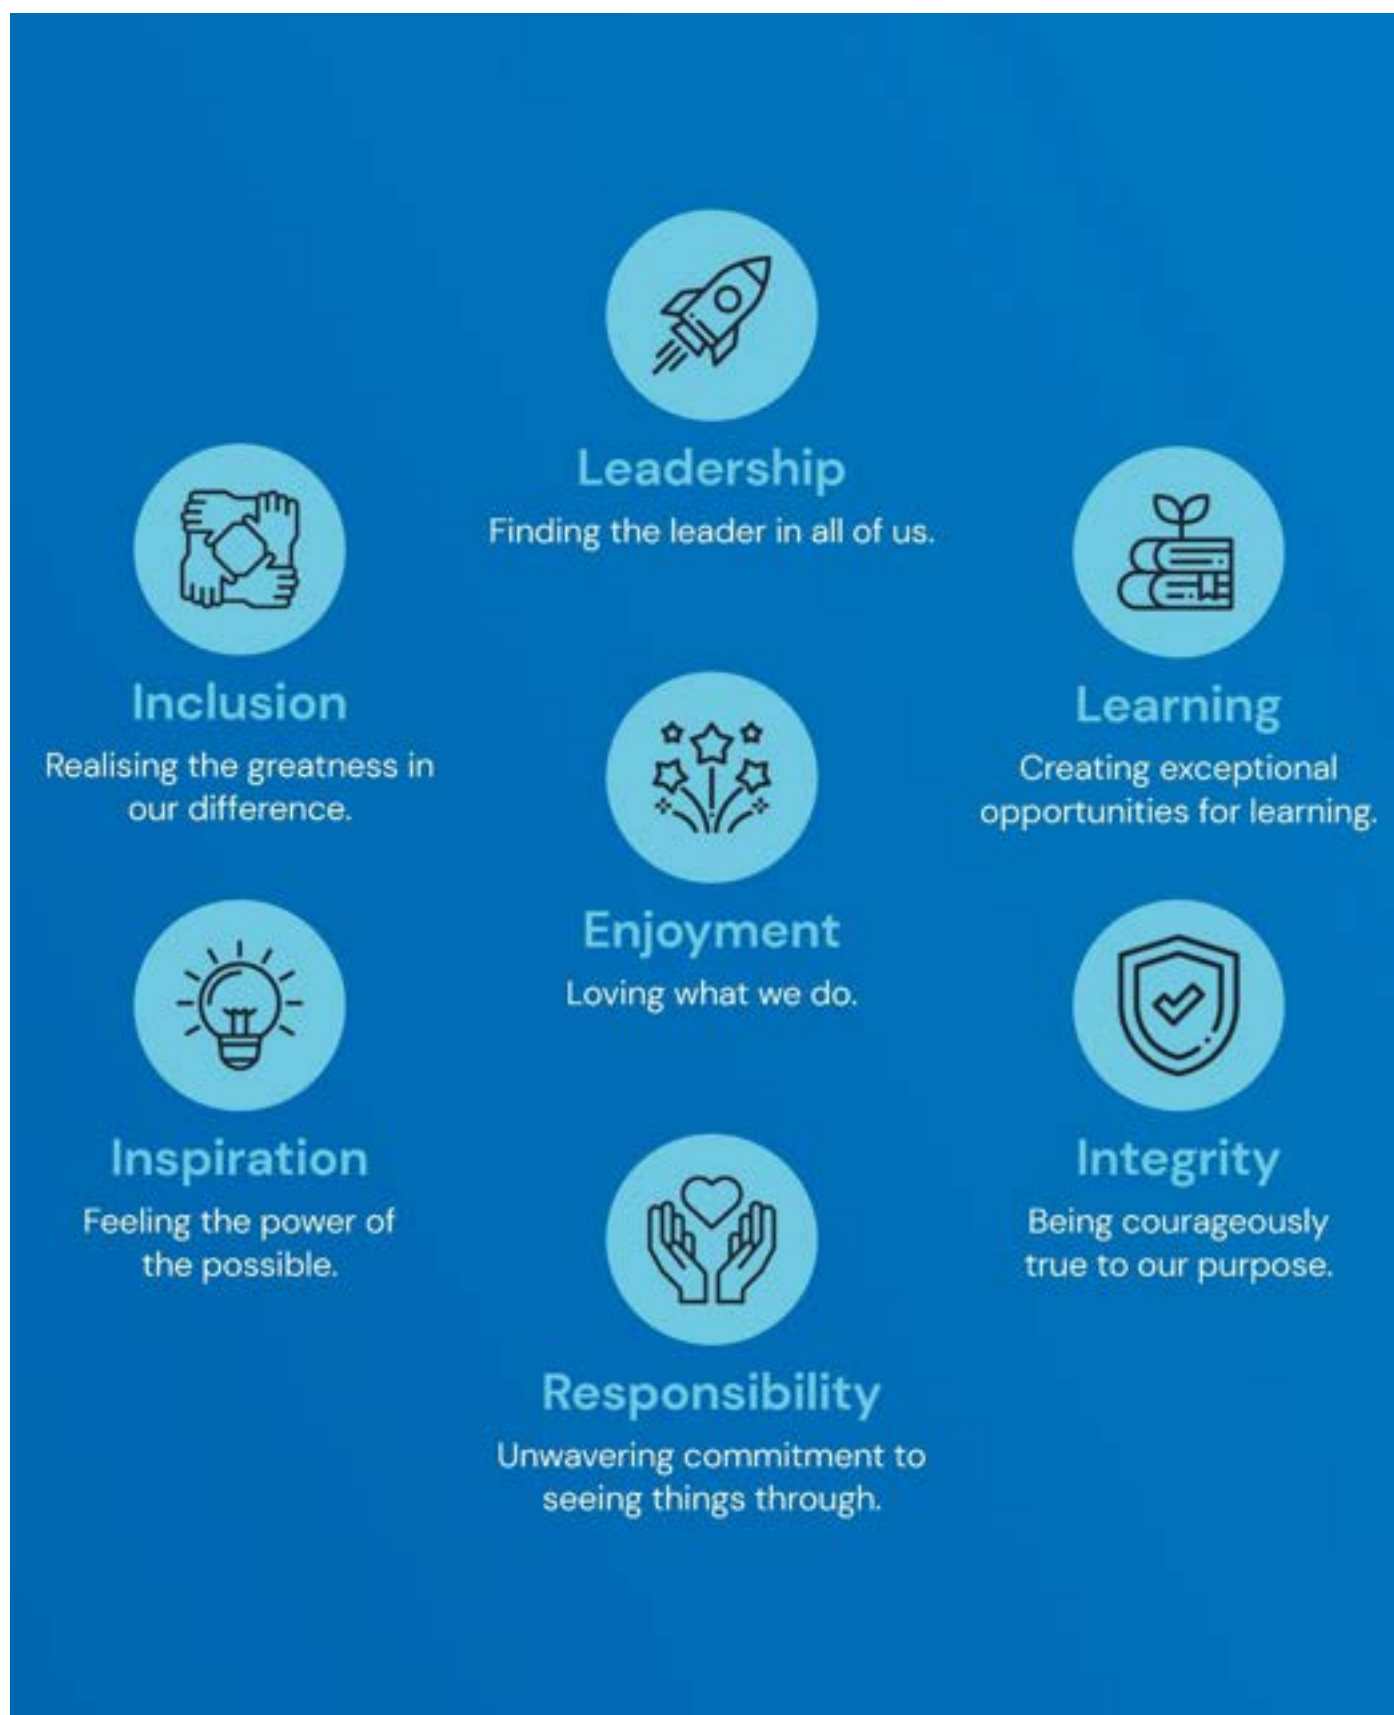 Leadership
Finding the leader in all of us.
Inclusion
Realising the greatness in
our difference.
Learning
Creating exceptional
opportunities for learning.
Enjoyment
Loving what we do.
Inspiration
Feeling the power of
the possible.
Integrity
Being courageously
true to our purpose.
Responsibility
Unwavering commitment to
seeing things through.